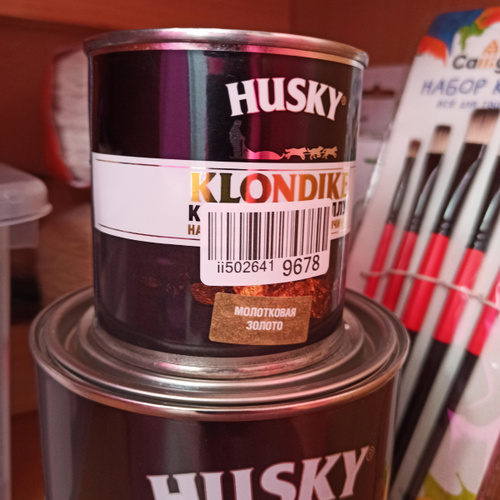 HUSKY
KLONDIKE
ii502641 9678
МОЛОТКОВАЯ
ЗОЛОТО
НАБОР К
HUSKY